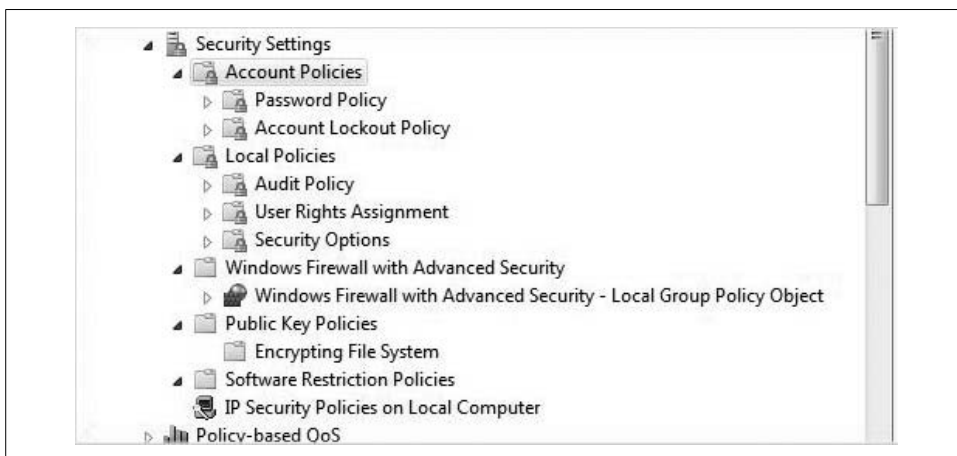 Security Settings
Account Policies
Password Policy
Account Lockout Policy
Local Policies
Audit Policy
User Rights Assignment
Security Options
Windows Firewall with Advanced Security
Windows Firewall with Advanced Security - Local Group Policy Object
Public Key Policies
Encrypting File System
Software Restriction Policies
IP Security Policies on Local Computer
Policy-based QoS